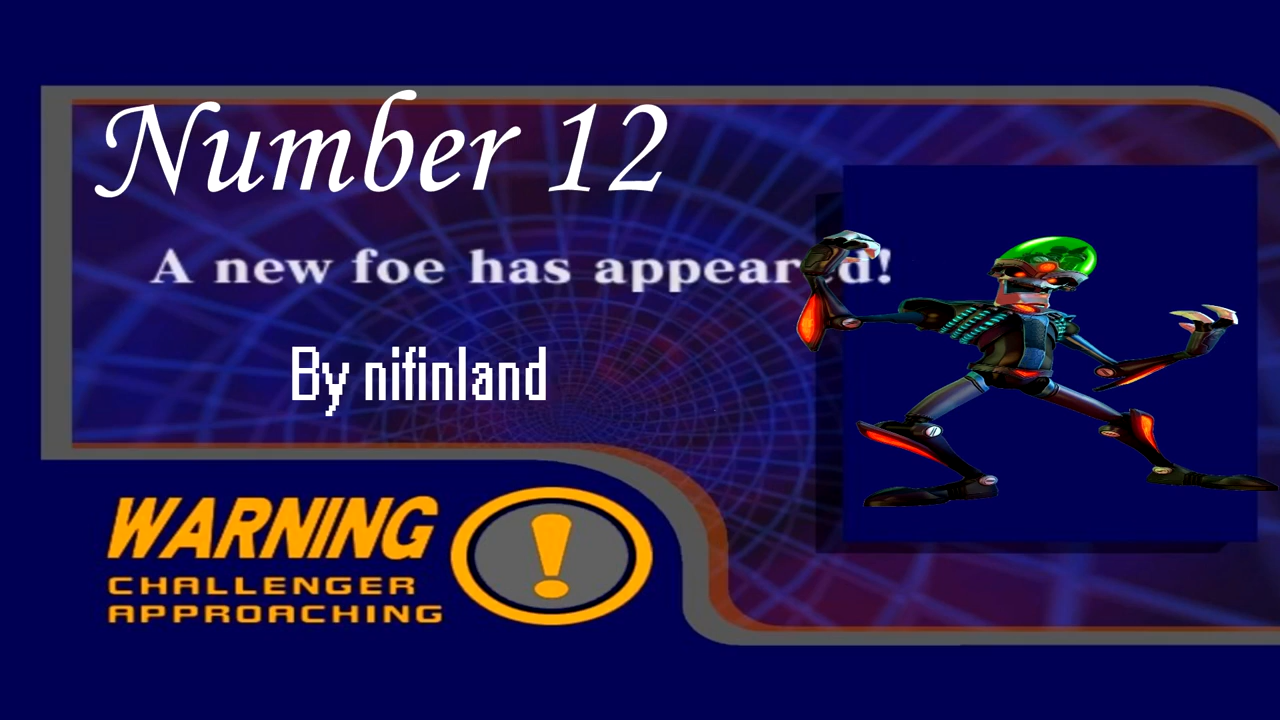 Number 12
A new foe has appeared!
By nifinland
WARNING
CHALLENGER
APPROACHING